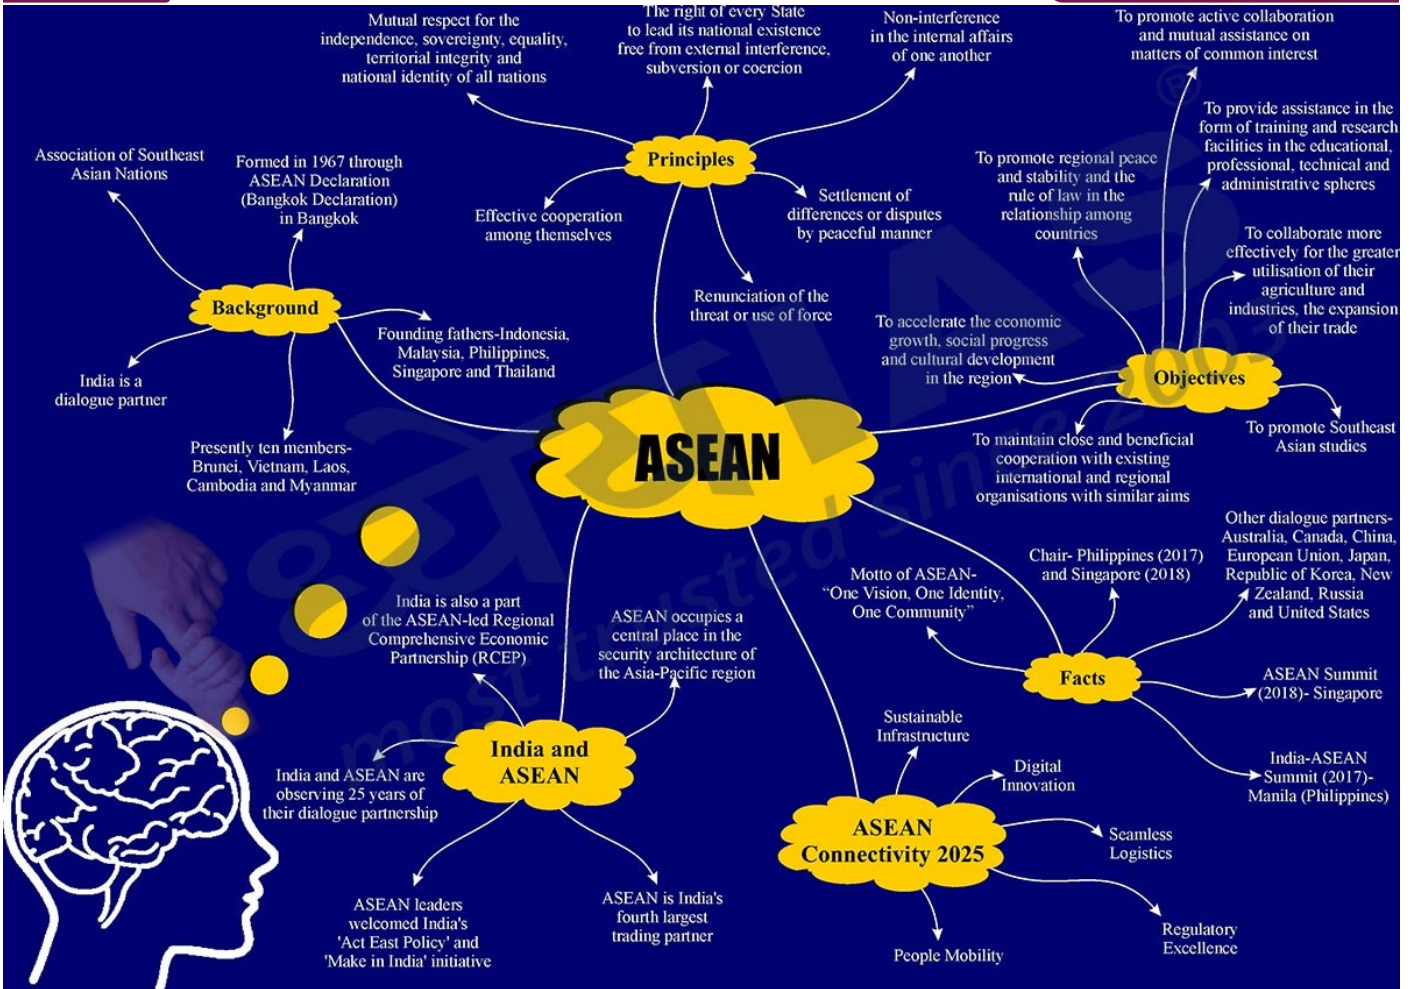 Mutual respect for the
independence, sovereignty, equality,
territorial integrity and
national identity of all nations
The right of every State
to lead its national existence
free from external interference,
subversion or coercion
Non-interference
in the internal affairs
of one another
Principles
Effective cooperation
among themselves
Renunciation of the
threat or use of force
Settlement of
differences or disputes
by peaceful manner
To promote active collaboration
and mutual assistance on
matters of common interest
To provide assistance in the
form of training and research
facilities in the educational,
professional, technical and
administrative spheres
To promote regional peace
and stability and the
rule of law in the
relationship among
countries
To collaborate more
effectively for the greater
utilisation of their
agriculture and
industries, the expansion
of their trade
To accelerate the economic
growth, social progress
and cultural development
in the region
Objectives
To maintain close and beneficial
cooperation with existing
international and regional
organisations with similar aims
To promote Southeast
Asian studies
Association of Southeast
Asian Nations
Formed in 1967 through
ASEAN Declaration
(Bangkok Declaration)
in Bangkok
Background
Founding fathers-Indonesia,
Malaysia, Philippines,
Singapore and Thailand
India is a
dialogue partner
Presently ten members-
Brunei, Vietnam, Laos,
Cambodia and Myanmar
ASEAN
Other dialogue partners-
Australia, Canada, China,
European Union, Japan,
Republic of Korea, New
Zealand, Russia
and United States
Chair- Philippines (2017)
and Singapore (2018)
Motto of ASEAN-
“One Vision, One Identity,
One Community”
Facts
ASEAN Summit
(2018)- Singapore
India-ASEAN
Summit (2017)-
Manila (Philippines)
India is also a part
of the ASEAN-led Regional
Comprehensive Economic
Partnership (RCEP)
ASEAN occupies a
central place in the
security architecture of
the Asia-Pacific region
India and
ASEAN
India and ASEAN are
observing 25 years of
their dialogue partnership
ASEAN leaders
welcomed India's
'Act East Policy' and
'Make in India' initiative
ASEAN is India's
fourth largest
trading partner
Sustainable
Infrastructure
Digital
Innovation
ASEAN
Connectivity 2025
Seamless
Logistics
Regulatory
Excellence
People Mobility
ध्येय IAS ®
most trusted since 2003